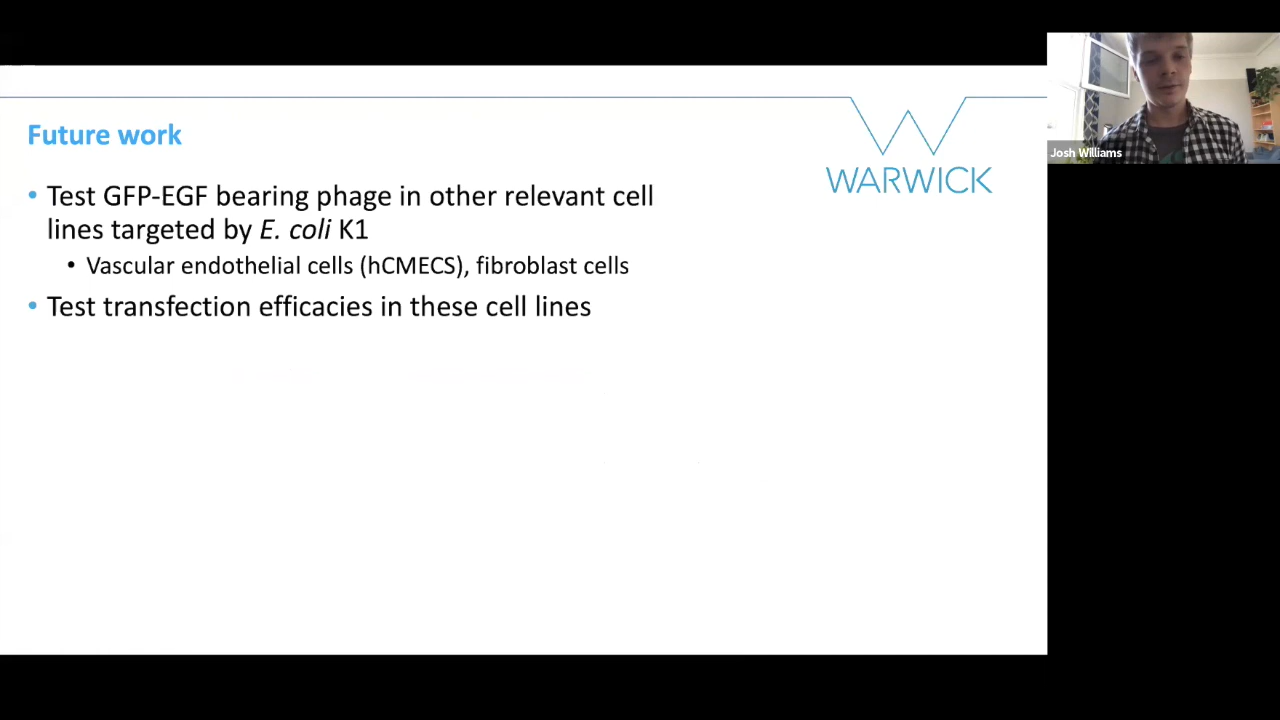 Future work
WARWICK
• Test GFP-EGF bearing phage in other relevant cell
lines targeted by E. coli K1
• Vascular endothelial cells (hCMECS), fibroblast cells
• Test transfection efficacies in these cell lines
Josh Williams